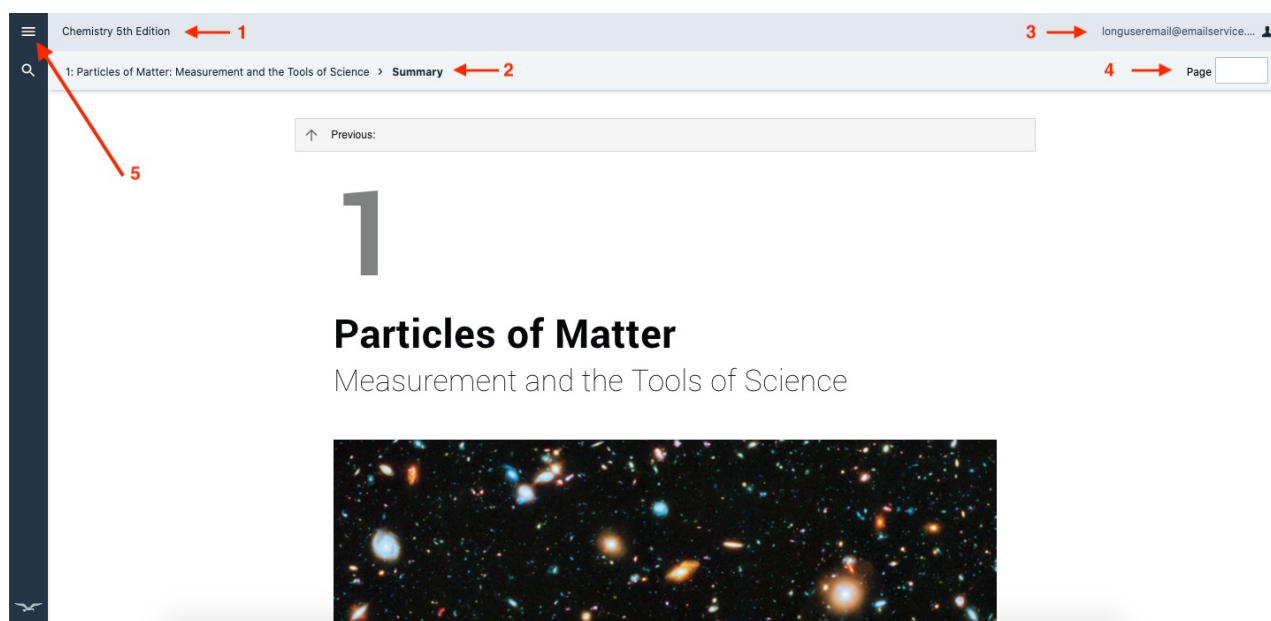 Chemistry 5th Edition 1 3 longuseremail@emailservice....
1: Particles of Matter: Measurement and the Tools of Science > Summary 2 4 Page
Previous:
5
1
Particles of Matter
Measurement and the Tools of Science